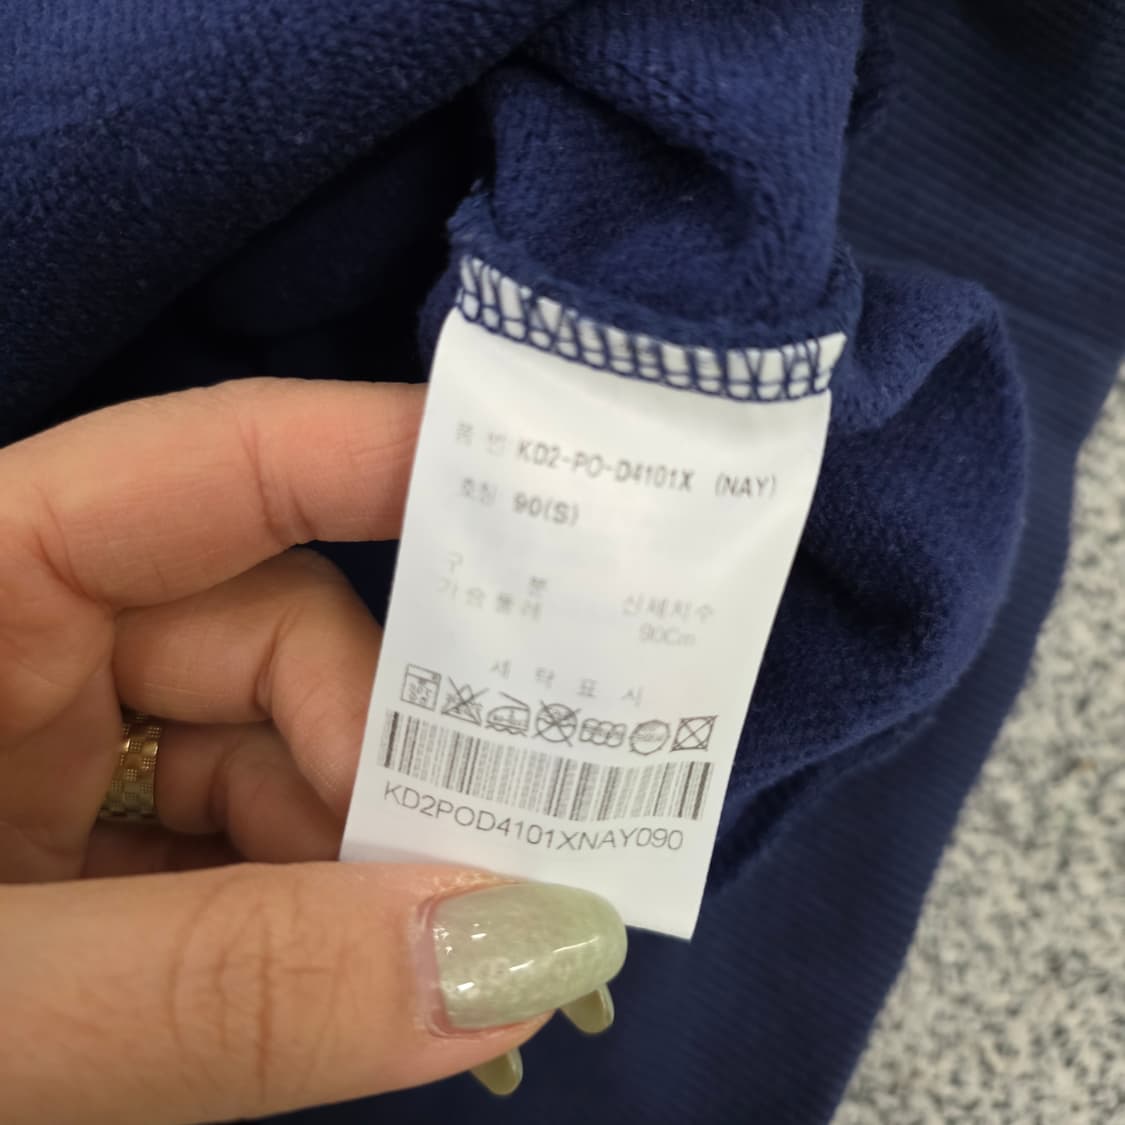 품 번 KD2-PO-D4101X (NAY)
호칭 90(S)
구 분 신체치수
가슴둘레 90Cm
세 탁 표 시
KD2POD4101XNAY090